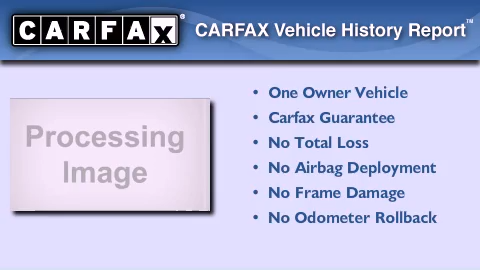 CARFAX® CARFAX Vehicle History Report™
Processing
Image
• One Owner Vehicle
• Carfax Guarantee
• No Total Loss
• No Airbag Deployment
• No Frame Damage
• No Odometer Rollback